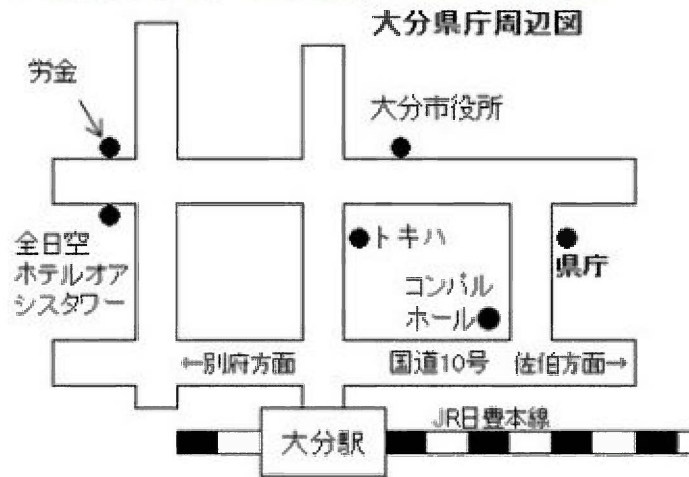 大分県庁周辺図
労金
大分市役所
全日空
ホテルオア
シスタワー
トキハ
県庁
コンパル
ホール
←別府方面
国道10号
佐伯方面→
JR日豊本線
大分駅